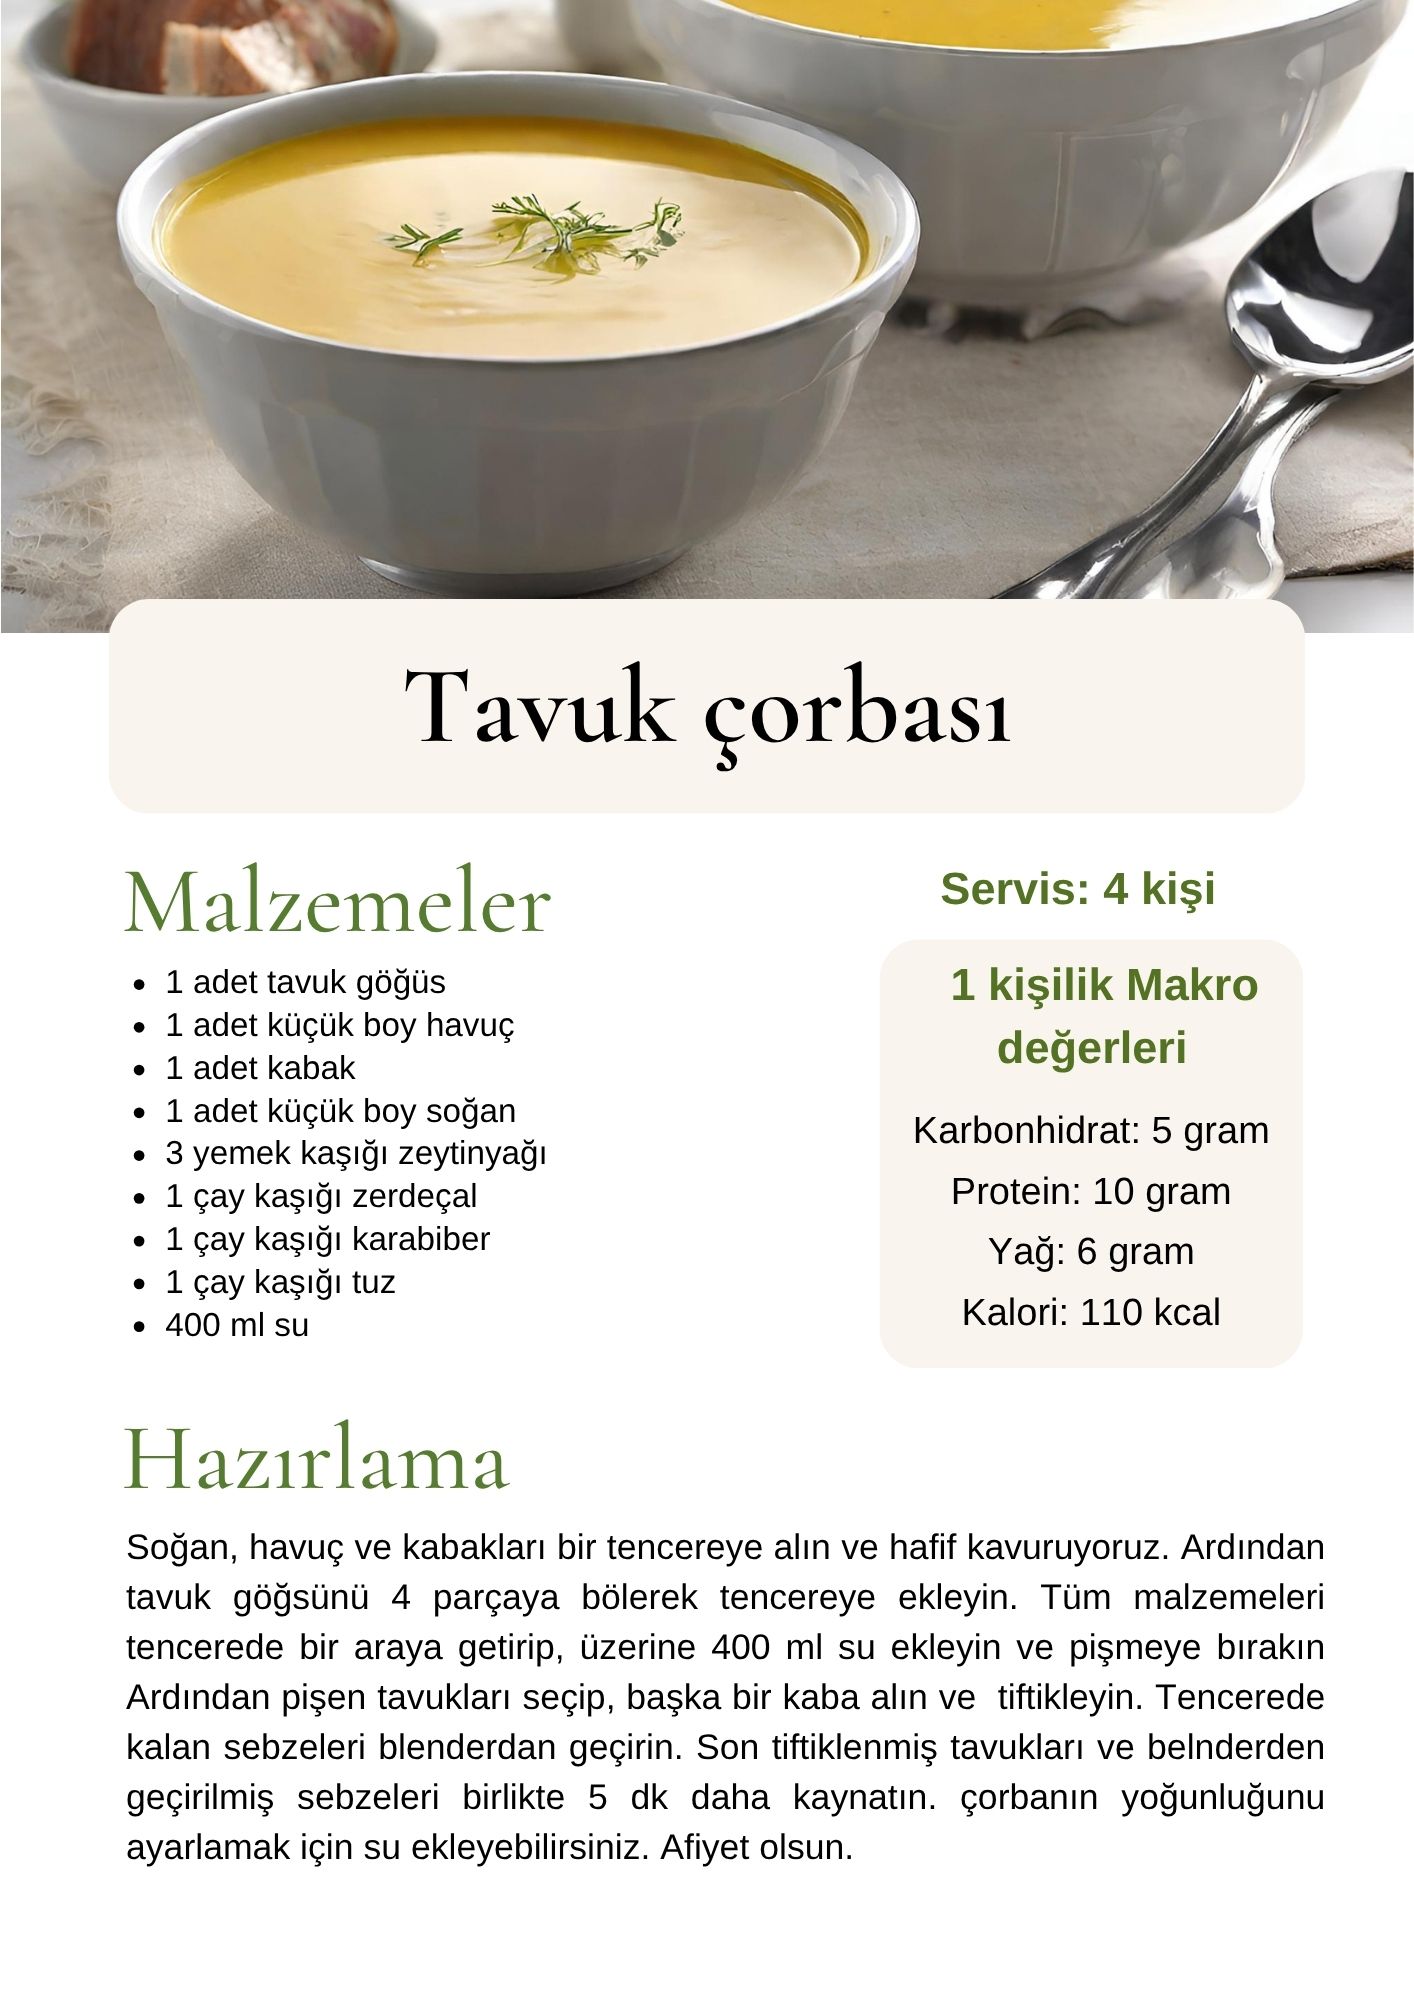 Tavuk çorbası
Malzemeler
• 1 adet tavuk göğüs
• 1 adet küçük boy havuç
• 1 adet kabak
• 1 adet küçük boy soğan
• 3 yemek kaşığı zeytinyağı
• 1 çay kaşığı zerdeçal
• 1 çay kaşığı karabiber
• 1 çay kaşığı tuz
• 400 ml su
Servis: 4 kişi
1 kişilik Makro
değerleri
Karbonhidrat: 5 gram
Protein: 10 gram
Yağ: 6 gram
Kalori: 110 kcal
Hazırlama
Soğan, havuç ve kabakları bir tencereye alın ve hafif kavuruyoruz. Ardından
tavuk göğsünü 4 parçaya bölerek tencereye ekleyin. Tüm malzemeleri
tencerede bir araya getirip, üzerine 400 ml su ekleyin ve pişmeye bırakın
Ardından pişen tavukları seçip, başka bir kaba alın ve  tiftikleyin. Tencerede
kalan sebzeleri blenderdan geçirin. Son tiftiklenmiş tavukları ve belnderden
geçirilmiş sebzeleri birlikte 5 dk daha kaynatın. çorbanın yoğunluğunu
ayarlamak için su ekleyebilirsiniz. Afiyet olsun.